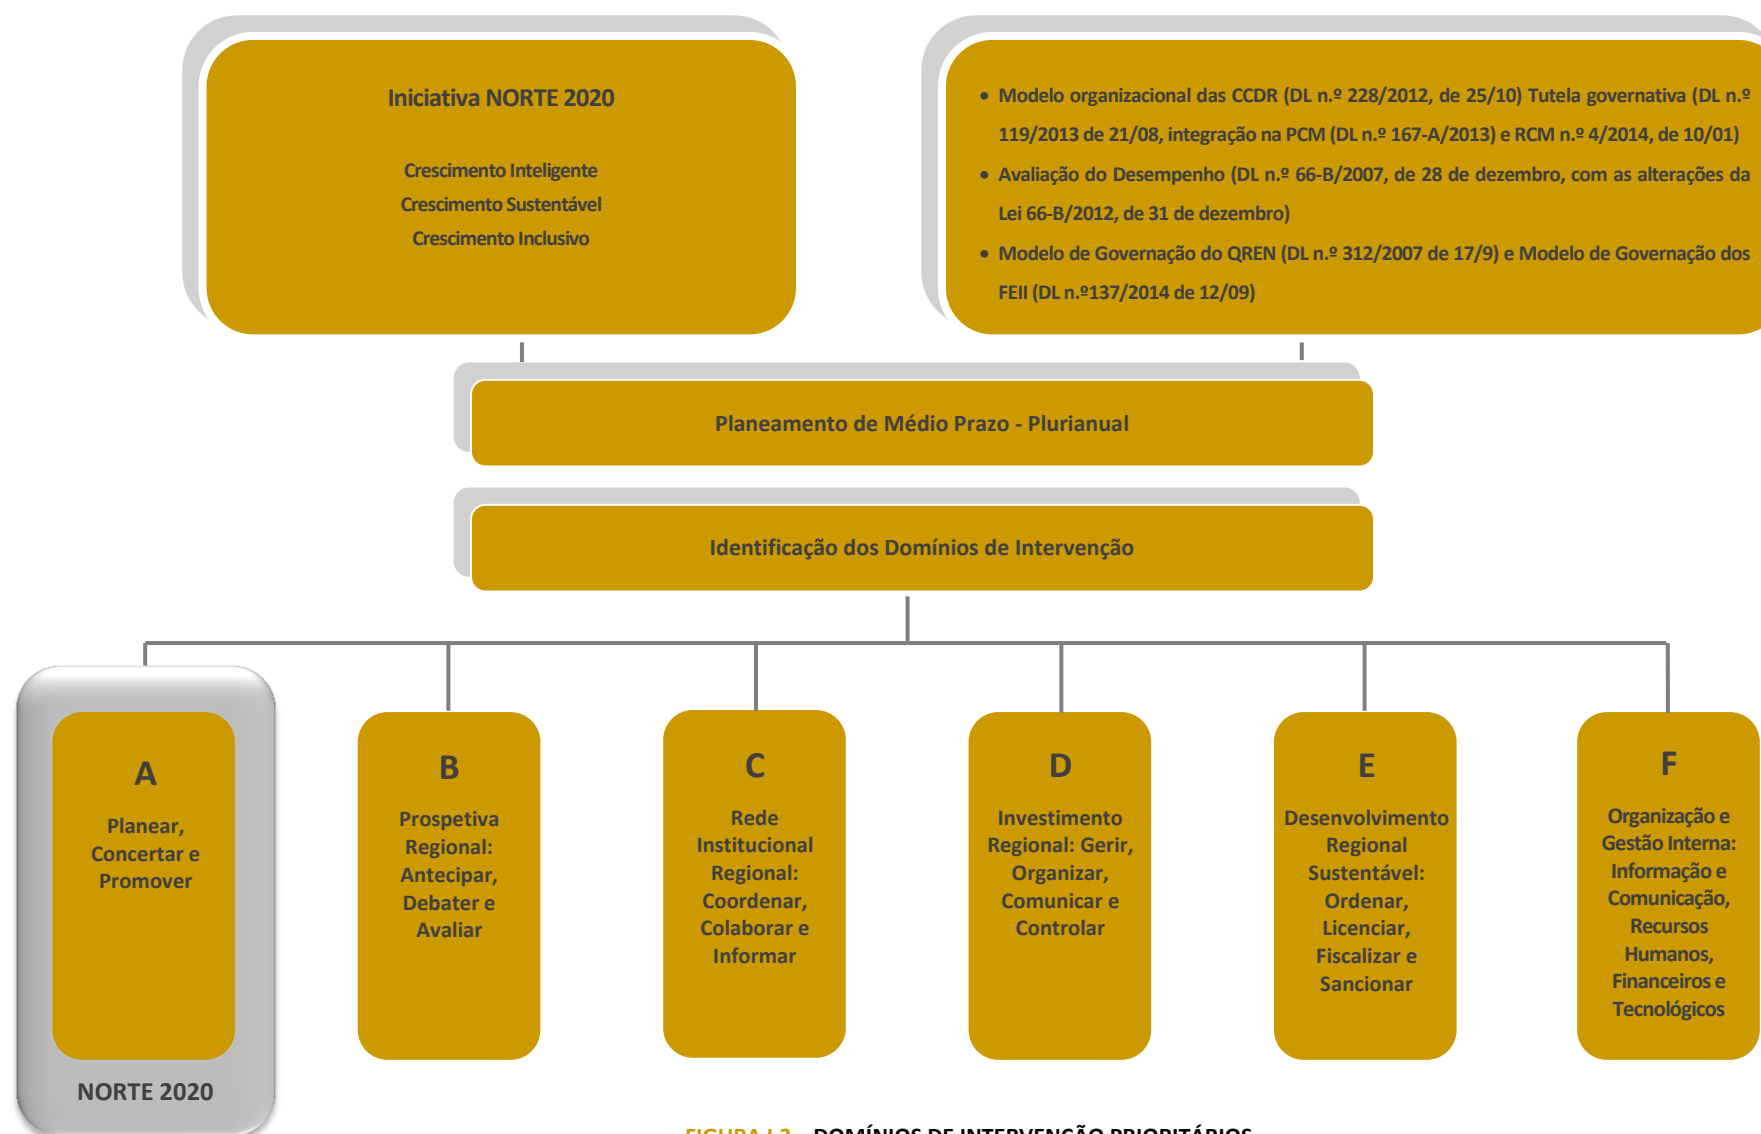 Iniciativa NORTE 2020
Crescimento Inteligente
Crescimento Sustentável
Crescimento Inclusivo
• Modelo organizacional das CCDR (DL n.º 228/2012, de 25/10) Tutela governativa (DL n.º
119/2013 de 21/08, integração na PCM (DL n.º 167-A/2013) e RCM n.º 4/2014, de 10/01)
• Avaliação do Desempenho (DL n.º 66-B/2007, de 28 de dezembro, com as alterações da
Lei 66-B/2012, de 31 de dezembro)
• Modelo de Governação do QREN (DL n.º 312/2007 de 17/9) e Modelo de Governação dos
FEII (DL n.º137/2014 de 12/09)
Planeamento de Médio Prazo - Plurianual
Identificação dos Domínios de Intervenção
A
Planear,
Concertar e
Promover
NORTE 2020
B
Prospetiva
Regional:
Antecipar,
Debater e
Avaliar
C
Rede
Institucional
Regional:
Coordenar,
Colaborar e
Informar
D
Investimento
Regional: Gerir,
Organizar,
Comunicar e
Controlar
E
Desenvolvimento
Regional
Sustentável:
Ordenar,
Licenciar,
Fiscalizar e
Sancionar
F
Organização e
Gestão Interna:
Informação e
Comunicação,
Recursos
Humanos,
Financeiros e
Tecnológicos
DOMÍNIOS DE INTERVENÇÃO PRIORITÁRIOS